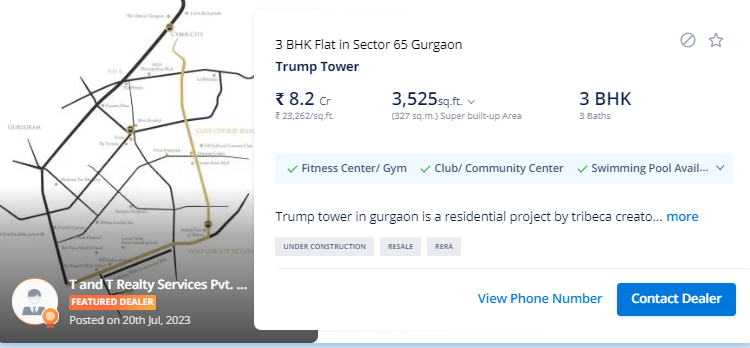 CYBER CITY
GURUGRAM
T and T Realty Services Pvt. ...
FEATURED DEALER
Posted on 20th Jul, 2023
3 BHK Flat in Sector 65 Gurgaon
Trump Tower
₹ 8.2 Cr
₹ 23,262/sq.ft.
3,525sq.ft.
(327 sq.m.) Super built-up Area
3 BHK
3 Baths
Fitness Center/ Gym
Club/ Community Center
Swimming Pool Avail...
Trump tower in gurgaon is a residential project by tribeca creato... more
UNDER CONSTRUCTION
RESALE
RERA
View Phone Number
Contact Dealer